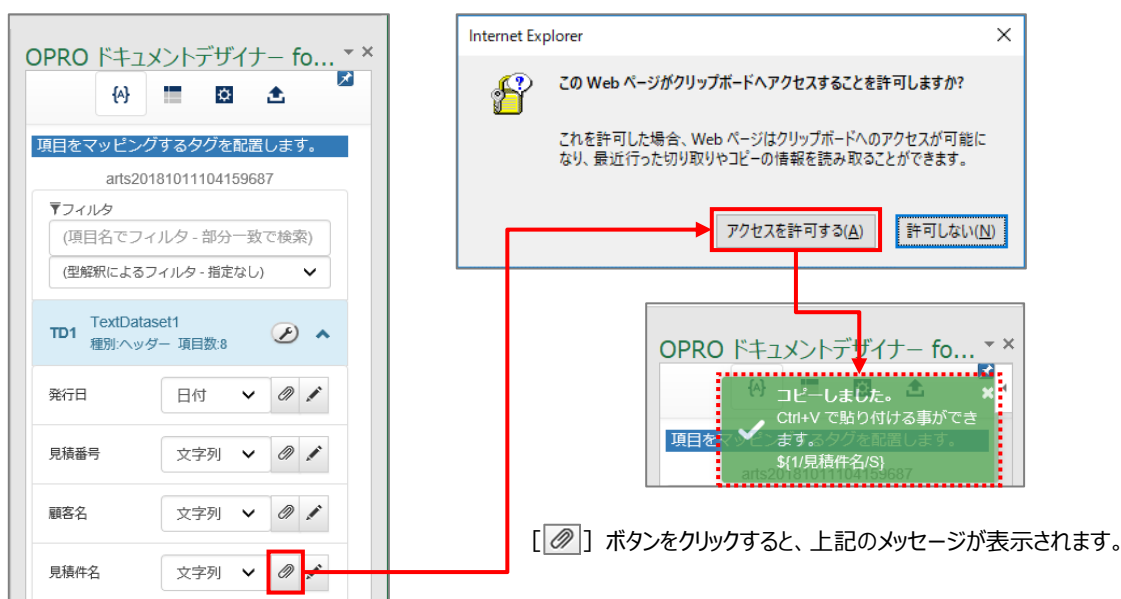 OPRO ドキュメントデザイナー fo...
{A}
項目をマッピングするタグを配置します。
arts20181011104159687
フィルタ
(項目名でフィルタ - 部分一致で検索)
(型解釈によるフィルタ - 指定なし)
TD1
TextDataset1
種別:ヘッダー 項目数:8
発行日
日付
見積番号
文字列
顧客名
文字列
見積件名
文字列
Internet Explorer
この Web ページがクリップボードへアクセスすることを許可しますか?
これを許可した場合、Web ページはクリップボードへのアクセスが可能に
なり、最近行った切り取りやコピーの情報を読み取ることができます。
アクセスを許可する(A)
許可しない(N)
OPRO ドキュメントデザイナー fo...
{A}
コピーしました。
Ctrl+V で貼り付ける事ができ
ます。
${1/見積件名/S}
項目をマッピングするタグを配置します。
arts20181011104159687
[ ] ボタンをクリックすると、上記のメッセージが表示されます。